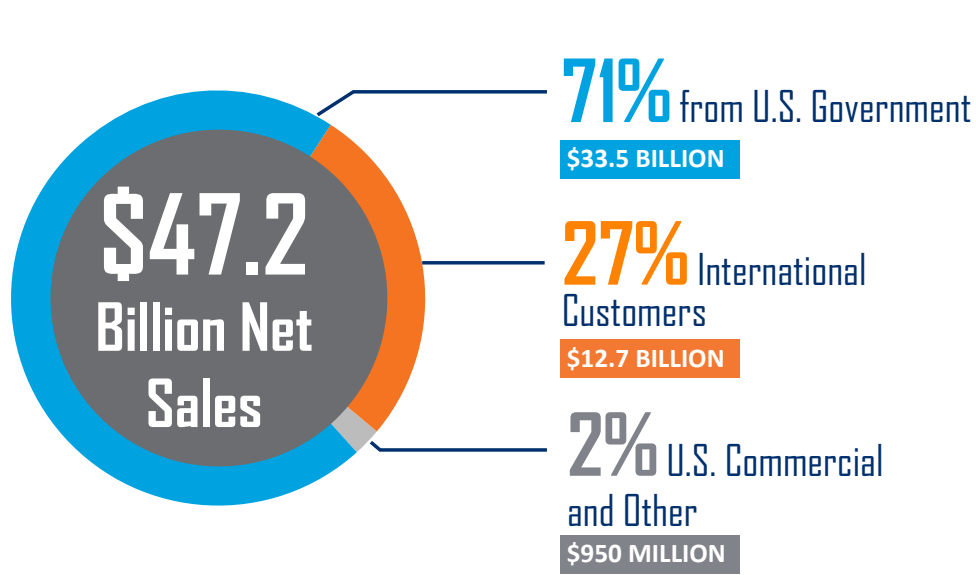 $47.2
Billion Net
Sales
71% from U.S. Government
$33.5 BILLION
27% International
Customers
$12.7 BILLION
2% U.S. Commercial
and Other
$950 MILLION